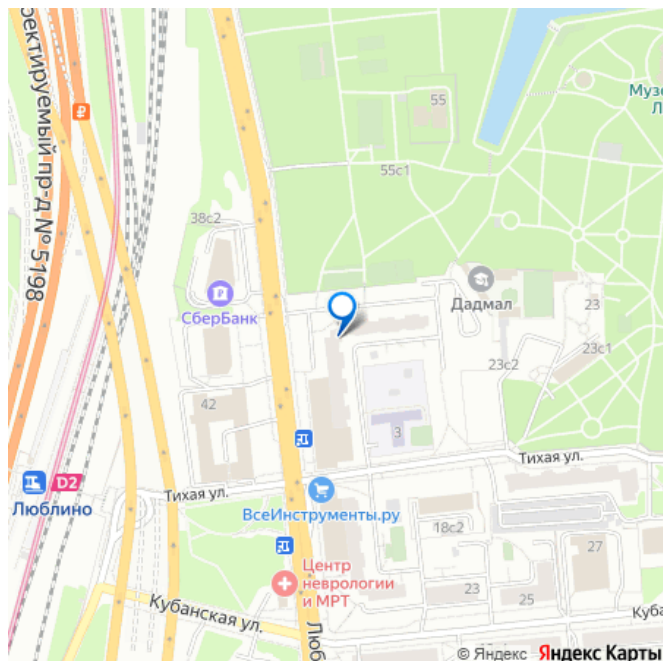 ректируемый пр-д № 5198
55
Музе
Л
55с1
38с2
СберБанк
Дадмал
23
23с1
23с2
42
3
Тихая ул.
D2
Люблино
Тихая ул.
ВсеИнструменты.ру
18с2
27
Центр
неврологии
и МРТ
23
25
Кубанская ул.
Куба
Люб
© Яндекс Яндекс Карты